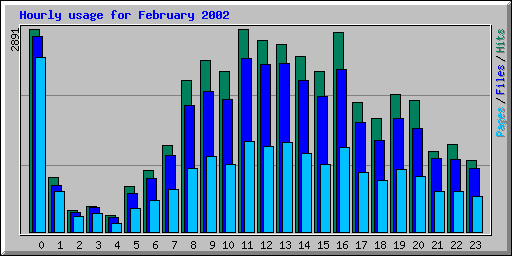 Hourly usage for February 2002
2891
Pages / Files / Hits
0 1 2 3 4 5 6 7 8 9 10 11 12 13 14 15 16 17 18 19 20 21 22 23